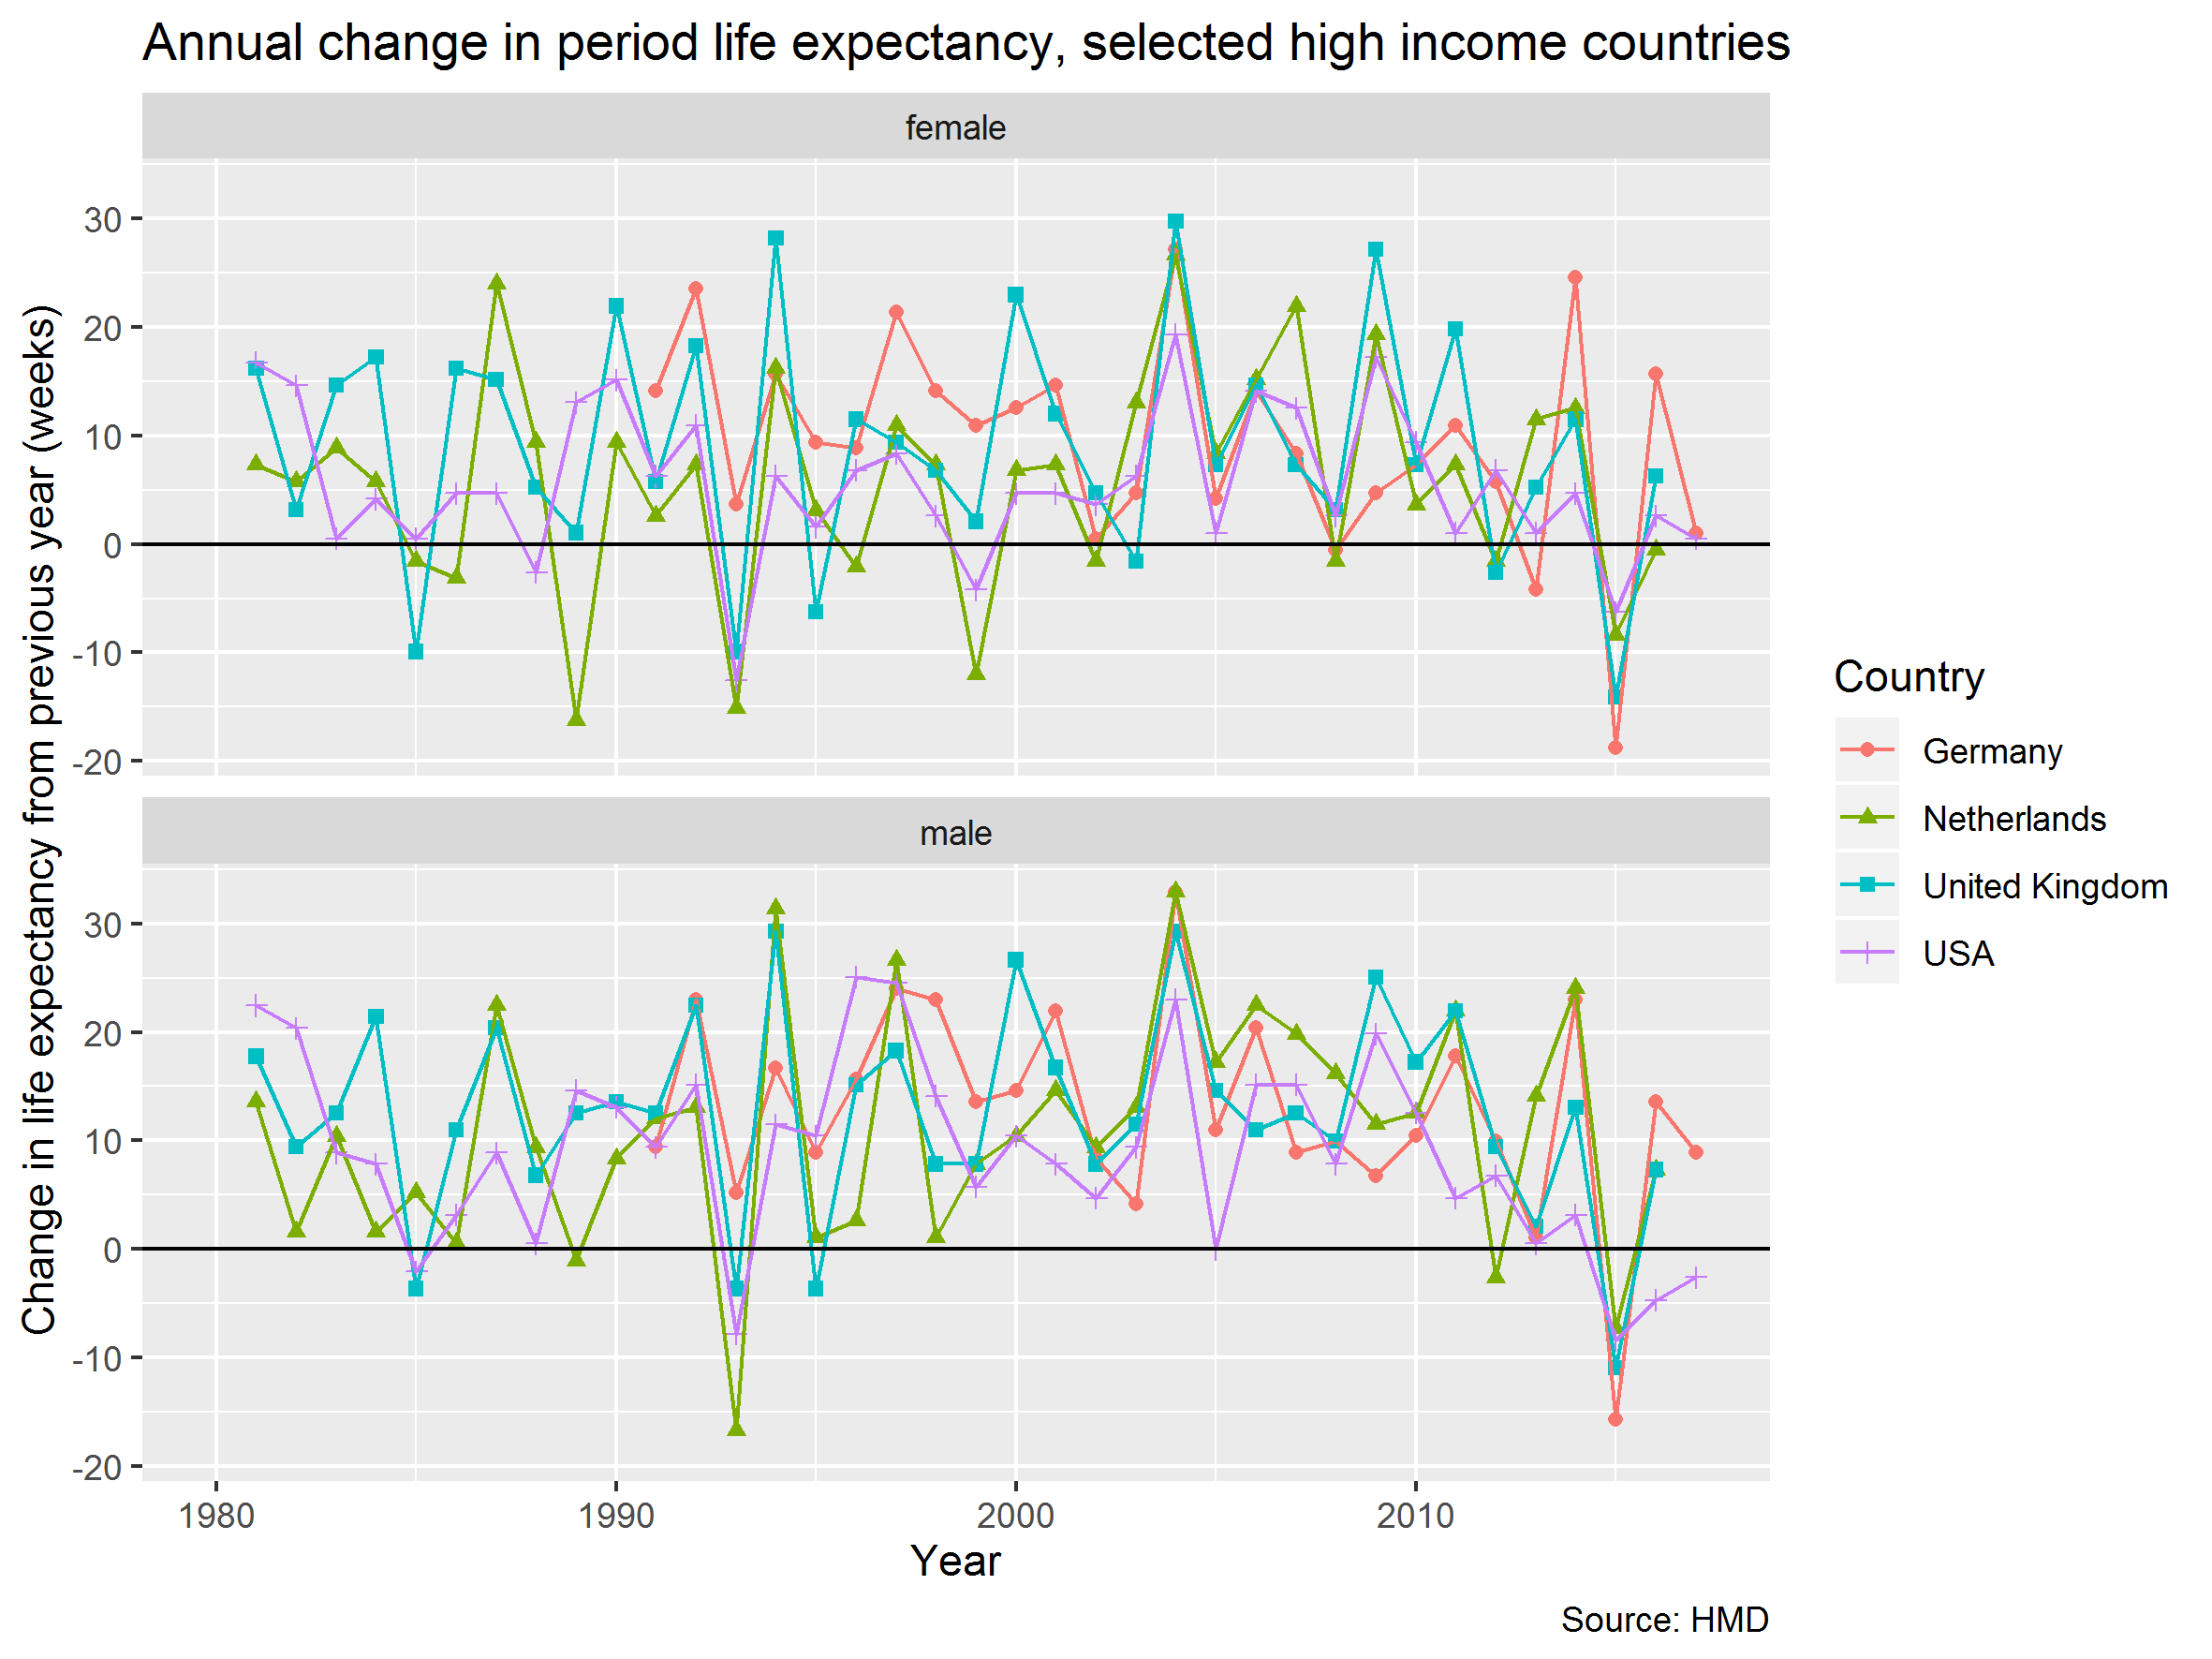 Annual change in period life expectancy, selected high income countries
female
30
20
10
0
-10
-20
male
30
20
10
0
-10
-20
1980
1990
2000
2010
Year
Change in life expectancy from previous year (weeks)
Country
Germany
Netherlands
United Kingdom
USA
Source: HMD